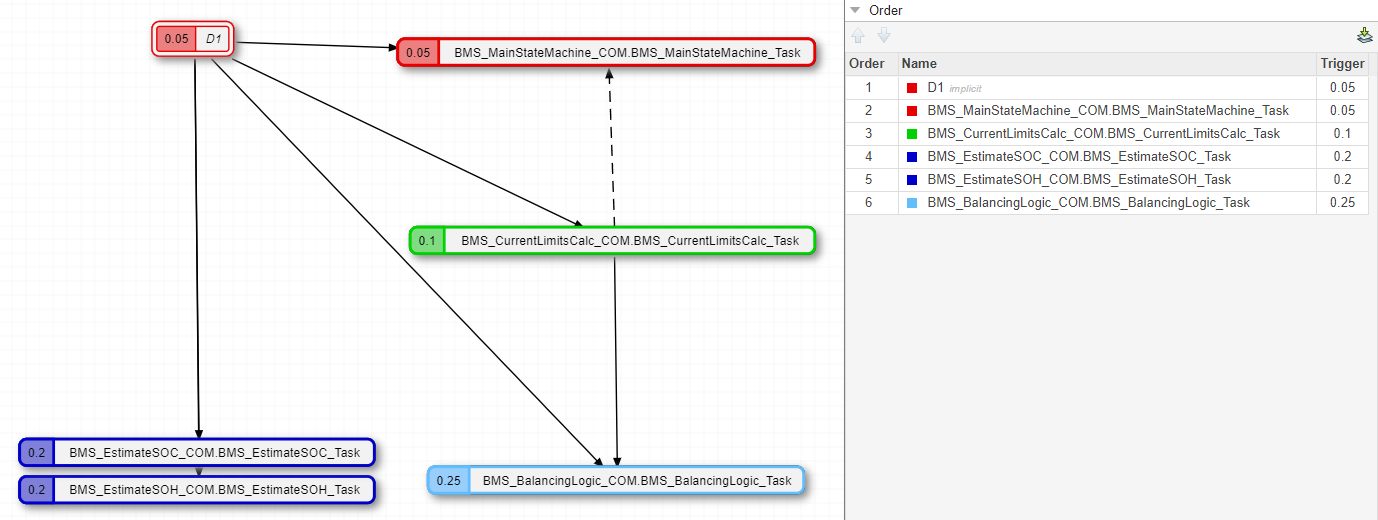 0.05 D1
0.05 BMS_MainStateMachine_COM.BMS_MainStateMachine_Task
0.1 BMS_CurrentLimitsCalc_COM.BMS_CurrentLimitsCalc_Task
0.2 BMS_EstimateSOC_COM.BMS_EstimateSOC_Task
0.2 BMS_EstimateSOH_COM.BMS_EstimateSOH_Task
0.25 BMS_BalancingLogic_COM.BMS_BalancingLogic_Task
Order
Order Name Trigger
1 D1 implicit 0.05
2 BMS_MainStateMachine_COM.BMS_MainStateMachine_Task 0.05
3 BMS_CurrentLimitsCalc_COM.BMS_CurrentLimitsCalc_Task 0.1
4 BMS_EstimateSOC_COM.BMS_EstimateSOC_Task 0.2
5 BMS_EstimateSOH_COM.BMS_EstimateSOH_Task 0.2
6 BMS_BalancingLogic_COM.BMS_BalancingLogic_Task 0.25